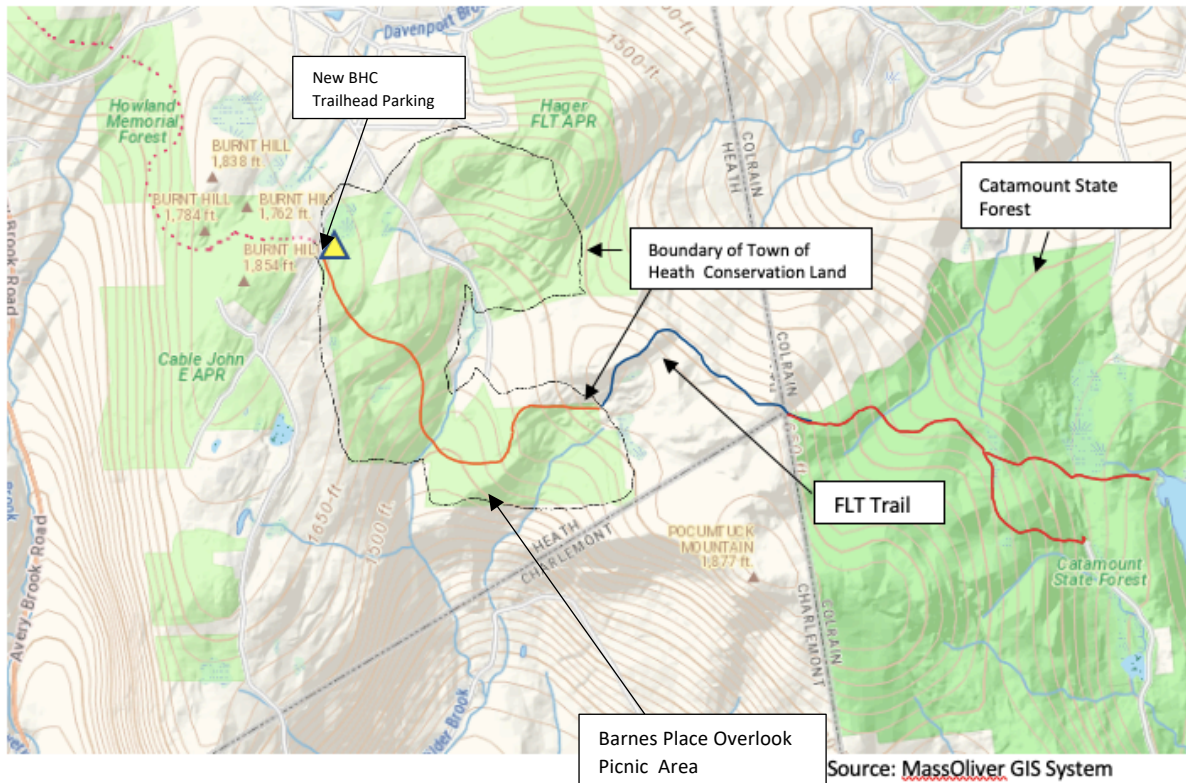 Davenport Brook
1500-ft
New BHC
Trailhead Parking
Howland
Memorial
Forest
Hager
FLT APR
BURNT HILL
1,838 ft.
COLRAIN
HEATH
Catamount State
Forest
BURNT HILL
1,784 ft.
BURNT HILL
1,762 ft.
Boundary of Town of
Heath Conservation Land
BURNT HILL
1,854 ft.
Brook Road
Cable John
E APR
COLRAIN
FLT Trail
1650-ft
1500 ft
HEATH
CHARLEMONT
POCUMTUCK
MOUNTAIN
1,877 ft.
Catamount
State Forest
Brook
Avery Brook Road
COLRAIN
CHARLEMONT
Brook
Barnes Place Overlook
Picnic Area
Source: MassOliver GIS System